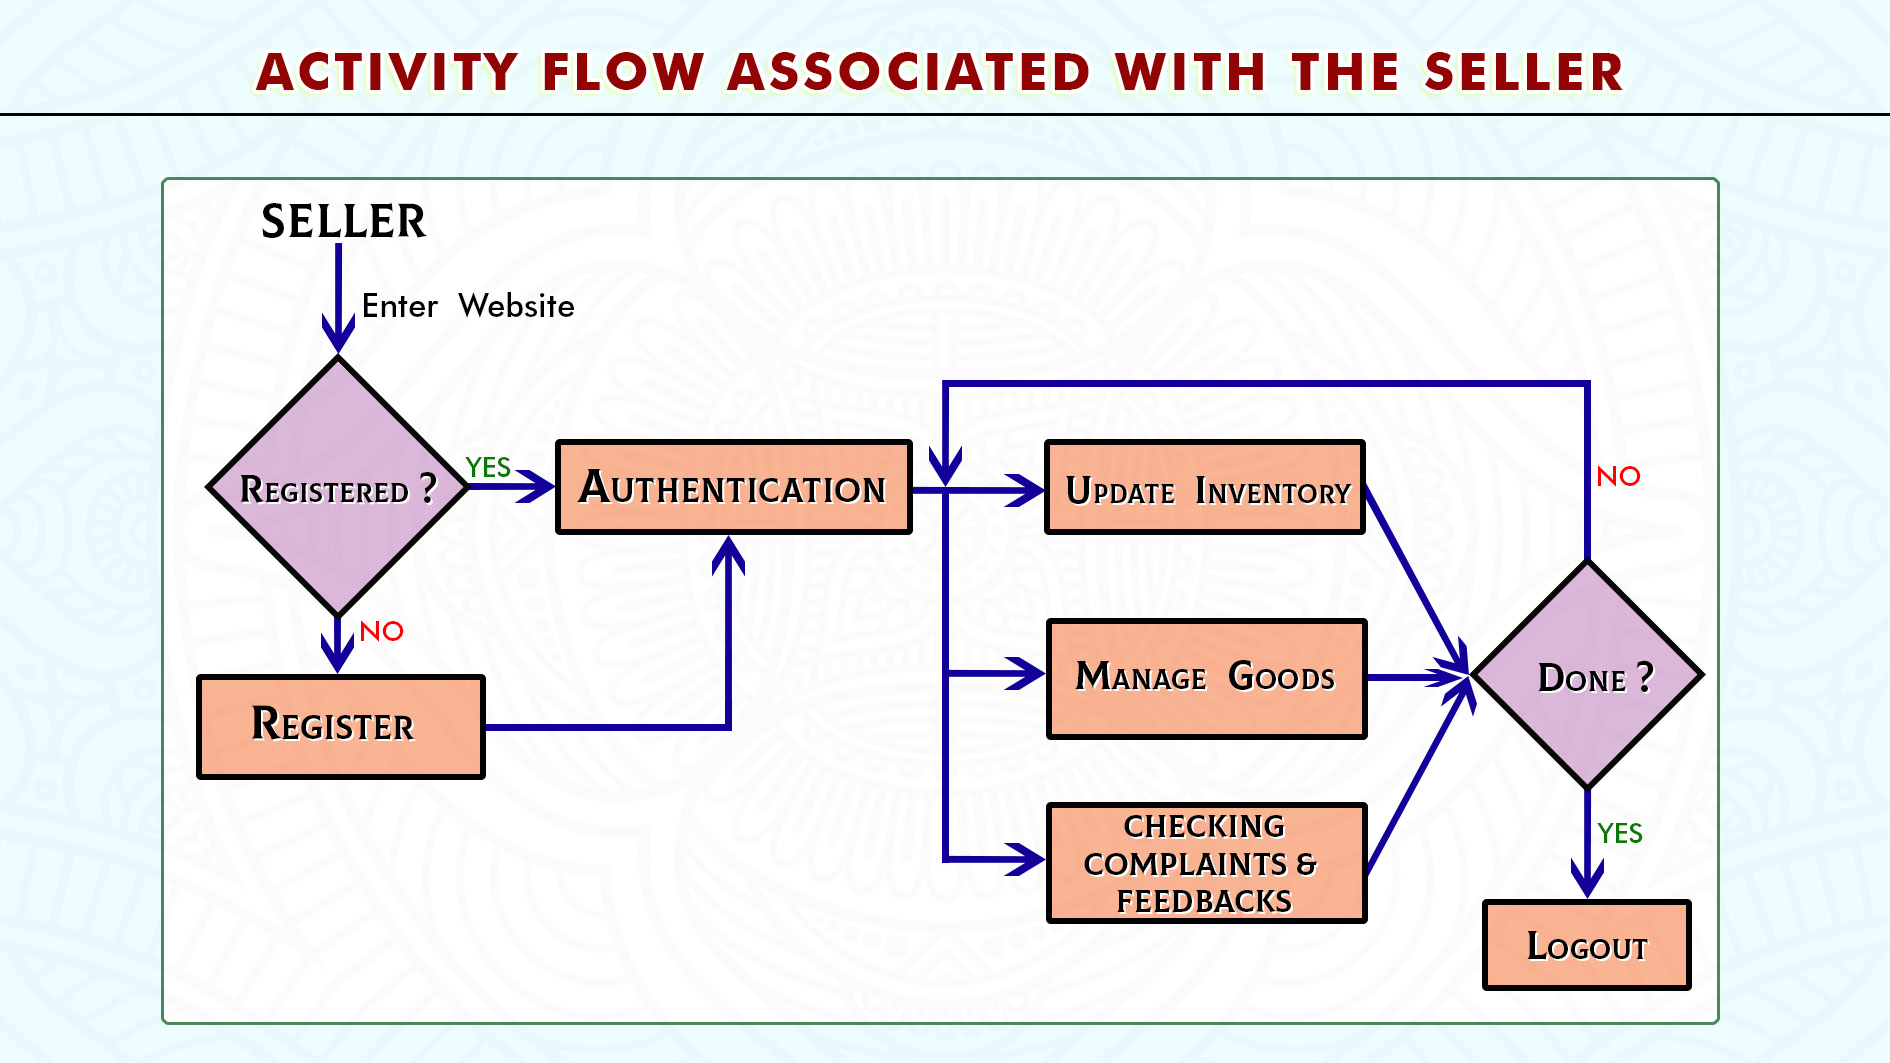 ACTIVITY FLOW ASSOCIATED WITH THE SELLER
SELLER
Enter Website
Registered ?
YES
NO
Register
Authentication
Update Inventory
Manage Goods
CHECKING
COMPLAINTS &
FEEDBACKS
Done ?
NO
YES
Logout